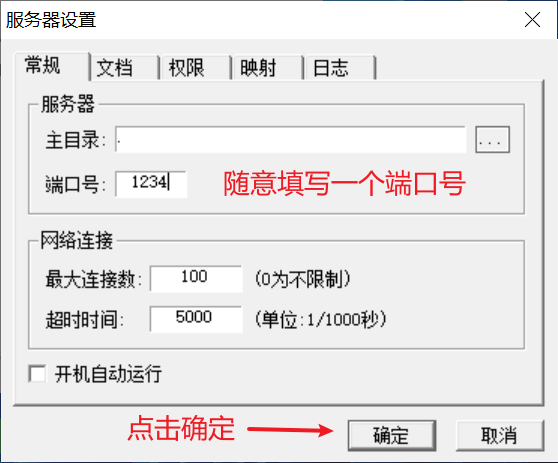 服务器设置
常规 文档 权限 映射 日志
服务器
主目录: . ...
端口号: 1234 随意填写一个端口号
网络连接
最大连接数: 100 (0为不限制)
超时时间: 5000 (单位:1/1000秒)
开机自动运行
点击确定 确定 取消